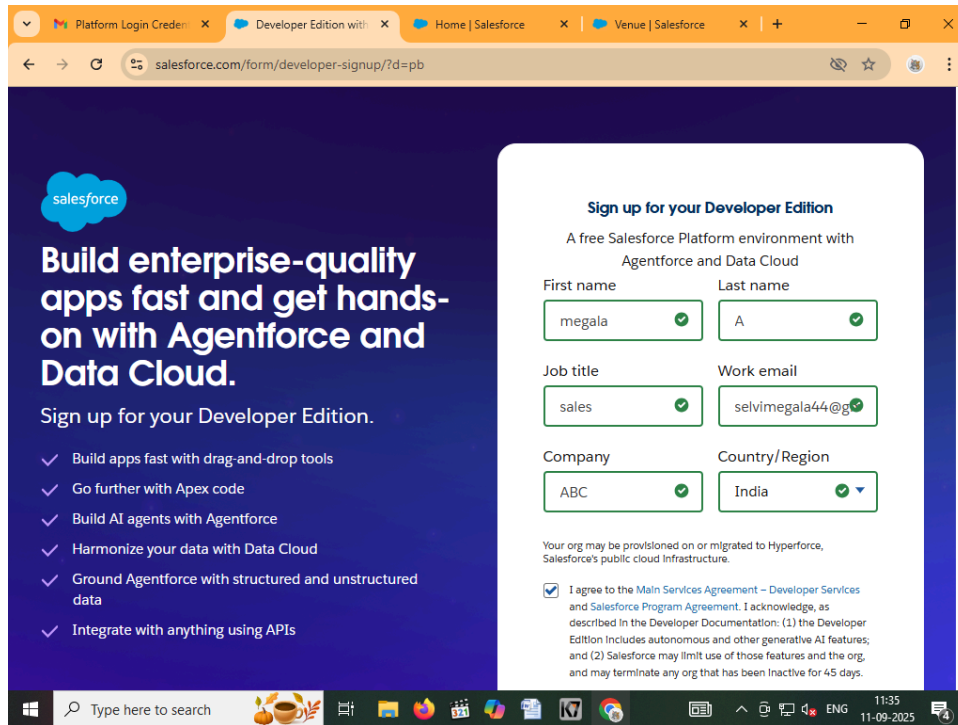 Platform Login Creden
Developer Edition with
Home | Salesforce
Venue | Salesforce
salesforce.com/form/developer-signup/?d=pb
salesforce
Build enterprise-quality
apps fast and get hands-
on with Agentforce and
Data Cloud.
Sign up for your Developer Edition.
Build apps fast with drag-and-drop tools
Go further with Apex code
Build AI agents with Agentforce
Harmonize your data with Data Cloud
Ground Agentforce with structured and unstructured
data
Integrate with anything using APIs
Sign up for your Developer Edition
A free Salesforce Platform environment with
Agentforce and Data Cloud
First name Last name
megala A
Job title Work email
sales selvimegala44@g
Company Country/Region
ABC India
Your org may be provisioned on or migrated to Hyperforce,
Salesforce's public cloud infrastructure.
I agree to the Main Services Agreement – Developer Services
and Salesforce Program Agreement. I acknowledge, as
described in the Developer Documentation: (1) the Developer
Edition includes autonomous and other generative AI features;
and (2) Salesforce may limit use of those features and the org,
and may terminate any org that has been inactive for 45 days.
Type here to search
321
ENG
11:35
11-09-2025
4